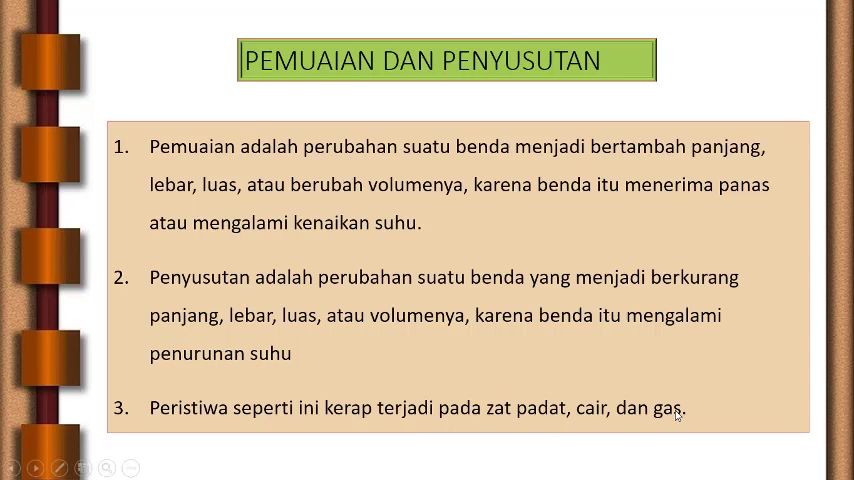 PEMUAIAN DAN PENYUSUTAN
1. Pemuaian adalah perubahan suatu benda menjadi bertambah panjang,
lebar, luas, atau berubah volumenya, karena benda itu menerima panas
atau mengalami kenaikan suhu.
2. Penyusutan adalah perubahan suatu benda yang menjadi berkurang
panjang, lebar, luas, atau volumenya, karena benda itu mengalami
penurunan suhu
3. Peristiwa seperti ini kerap terjadi pada zat padat, cair, dan gas.